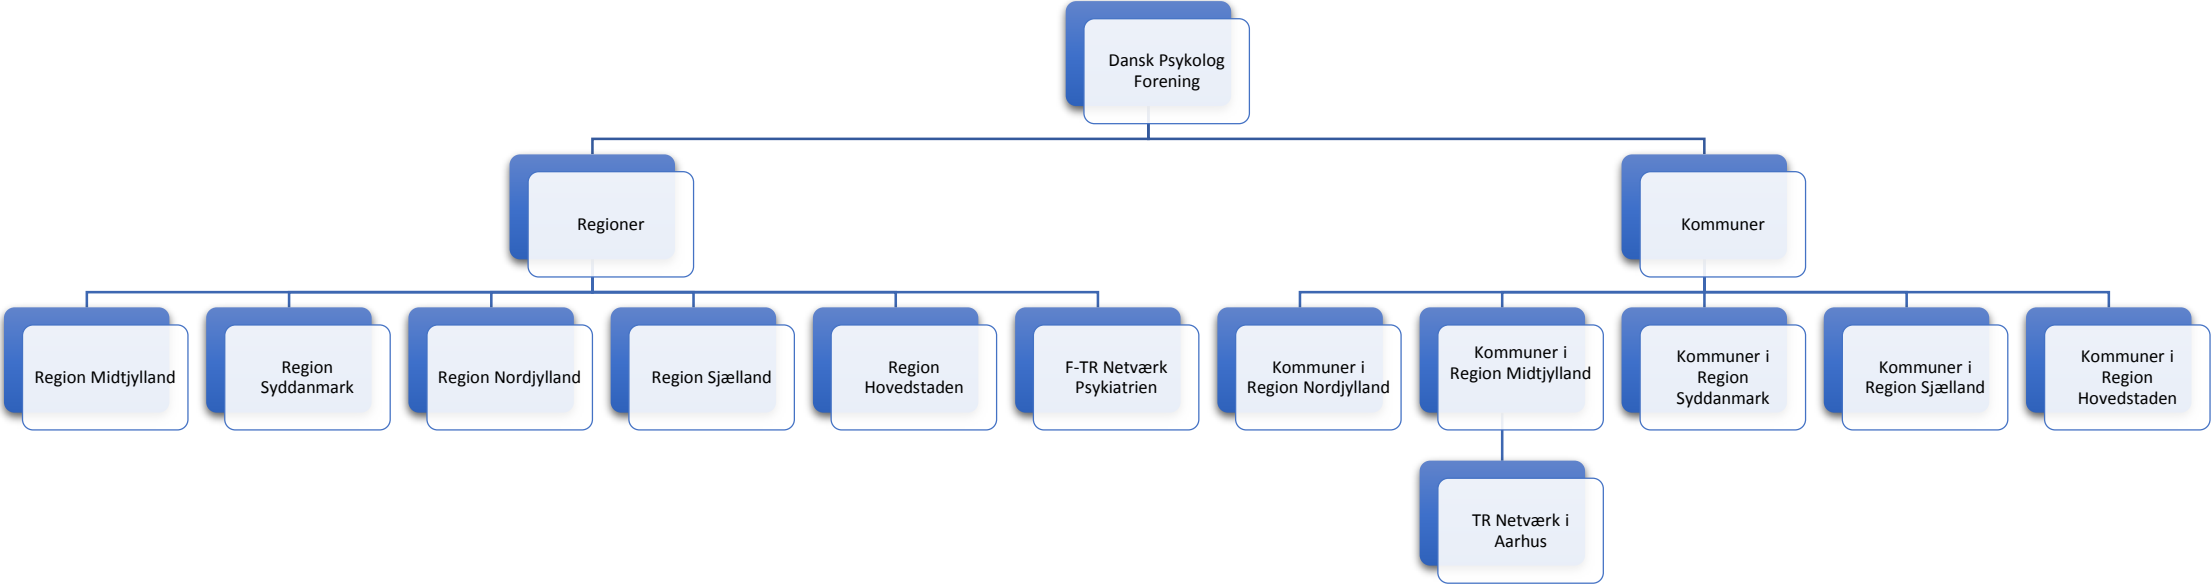 Dansk Psykolog
Forening
Regioner
Kommuner
Region Midtjylland
Region
Syddanmark
Region Nordjylland
Region Sjælland
Region
Hovedstaden
F-TR Netværk
Psykiatrien
Kommuner i
Region Nordjylland
Kommuner i
Region Midtjylland
Kommuner i
Region
Syddanmark
Kommuner i
Region Sjælland
Kommuner i
Region
Hovedstaden
TR Netværk i
Aarhus